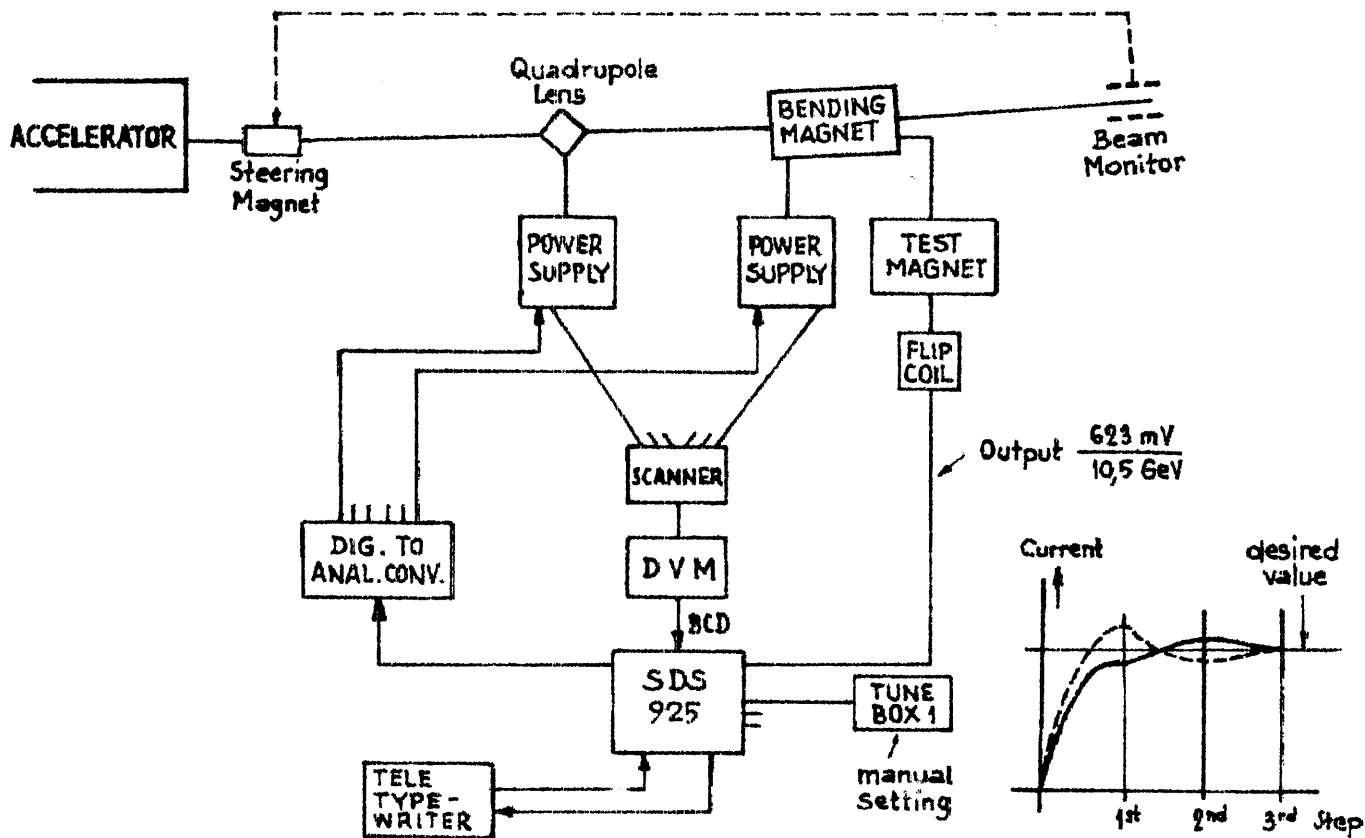 Quadrupole
Lens
BENDING
MAGNET
ACCELERATOR
Steering
Magnet
Beam
Monitor
POWER
SUPPLY
POWER
SUPPLY
TEST
MAGNET
FLIP
COIL
SCANNER
Output 623 mV
10,5 GeV
DIG. TO
ANAL. CONV.
DVM
BCD
SDS
925
TUNE
BOX 1
manual
setting
TELE
TYPE-
WRITER
Current
desired
value
1st 2nd 3rd Step